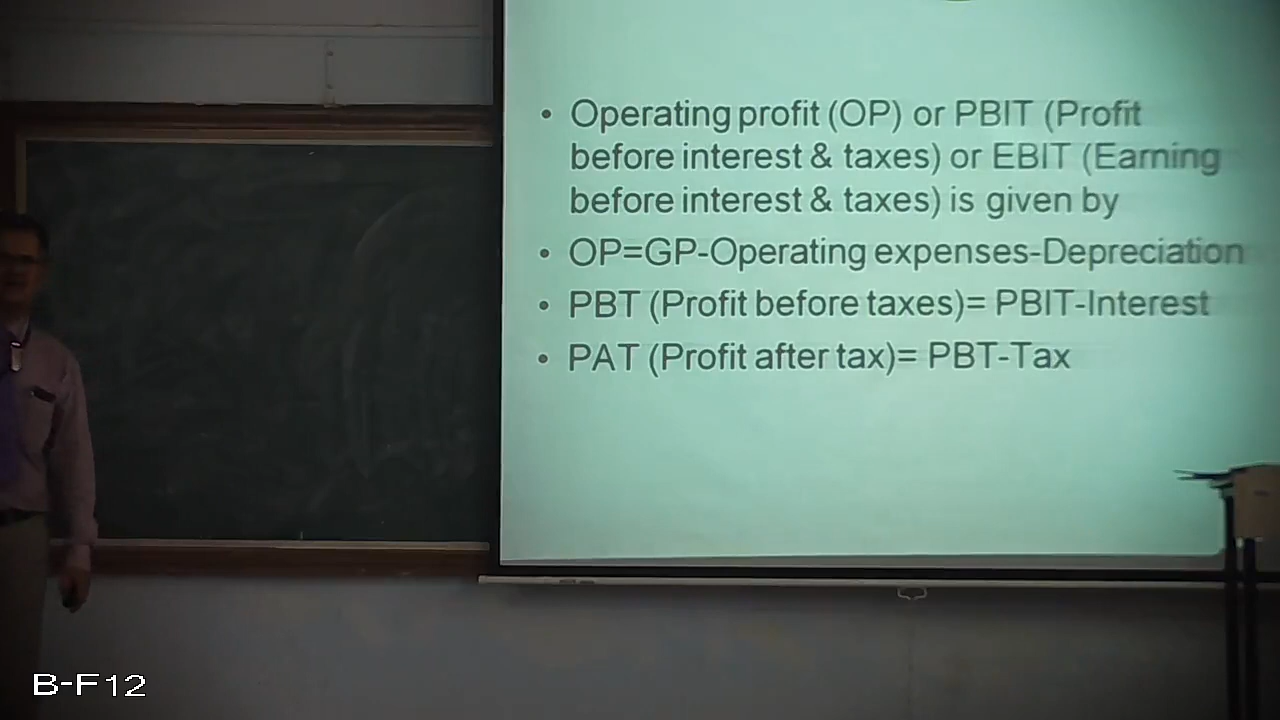 • Operating profit (OP) or PBIT (Profit
before interest & taxes) or EBIT (Earning
before interest & taxes) is given by
• OP=GP-Operating expenses-Depreciation
• PBT (Profit before taxes)= PBIT-Interest
• PAT (Profit after tax)= PBT-Tax
B-F12